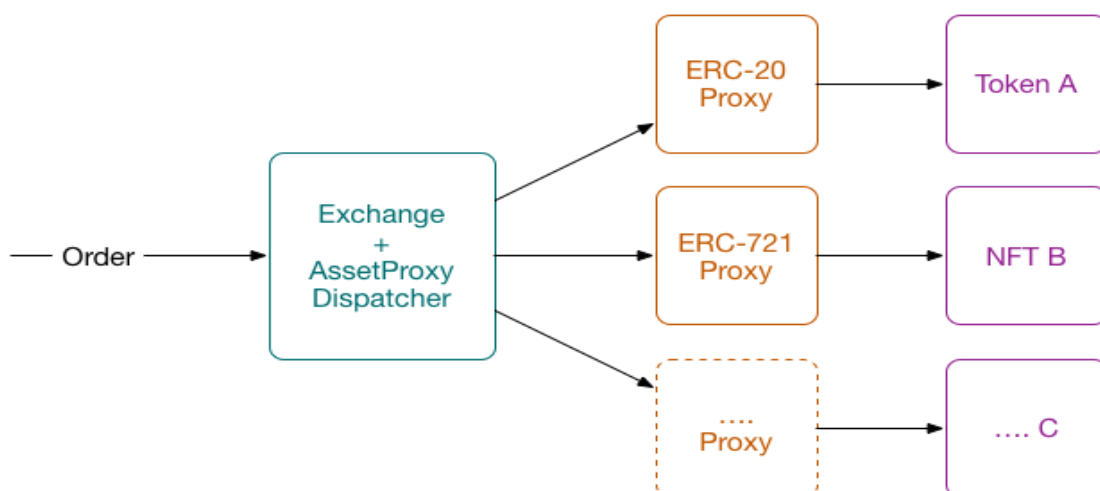 ERC-20
Proxy
Token A
Order
Exchange
+
AssetProxy
Dispatcher
ERC-721
Proxy
NFT B
....
Proxy
.... C